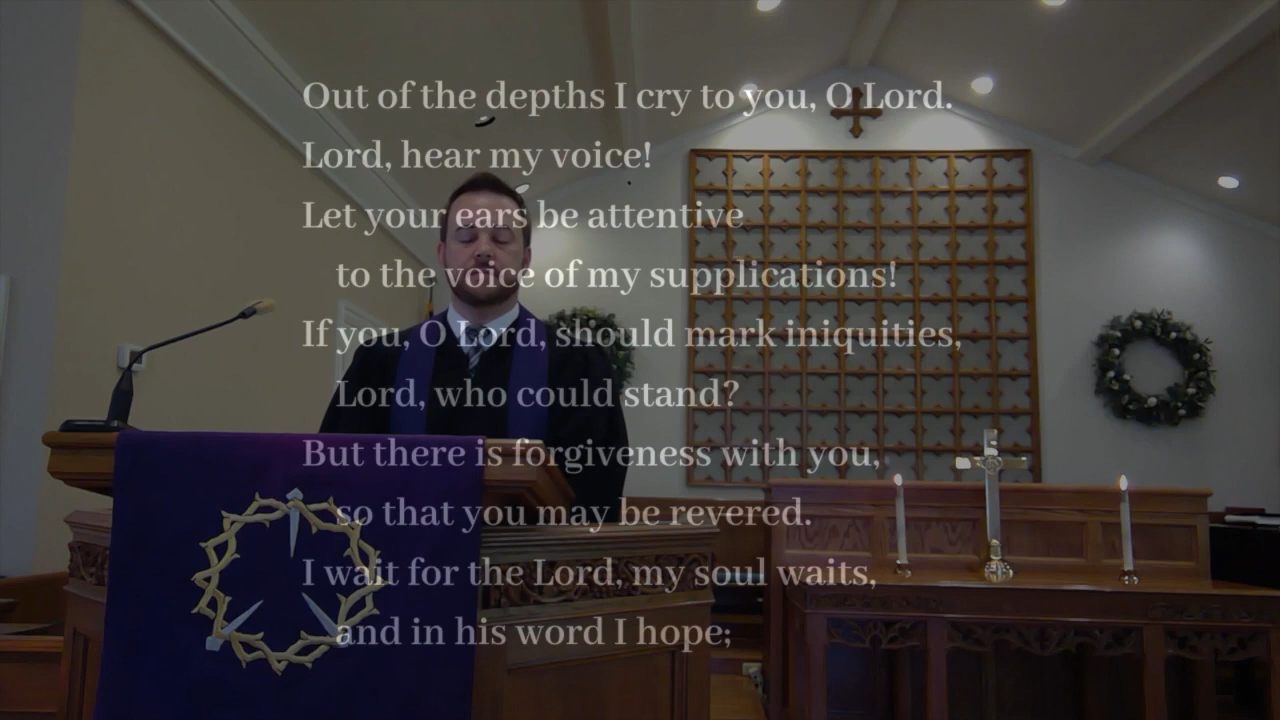 Out of the depths I cry to you, O Lord.
Lord, hear my voice!
Let your ears be attentive
to the voice of my supplications!
If you, O Lord, should mark iniquities,
Lord, who could stand?
But there is forgiveness with you,
so that you may be revered.
I wait for the Lord, my soul waits,
and in his word I hope;